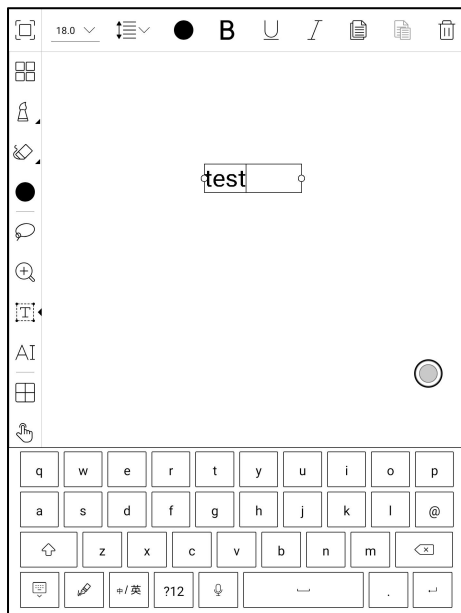 18.0 B U I
test
T
AI
q w e r t y u i o p
a s d f g h j k l @
z x c v b n m
中/英 ?12 .